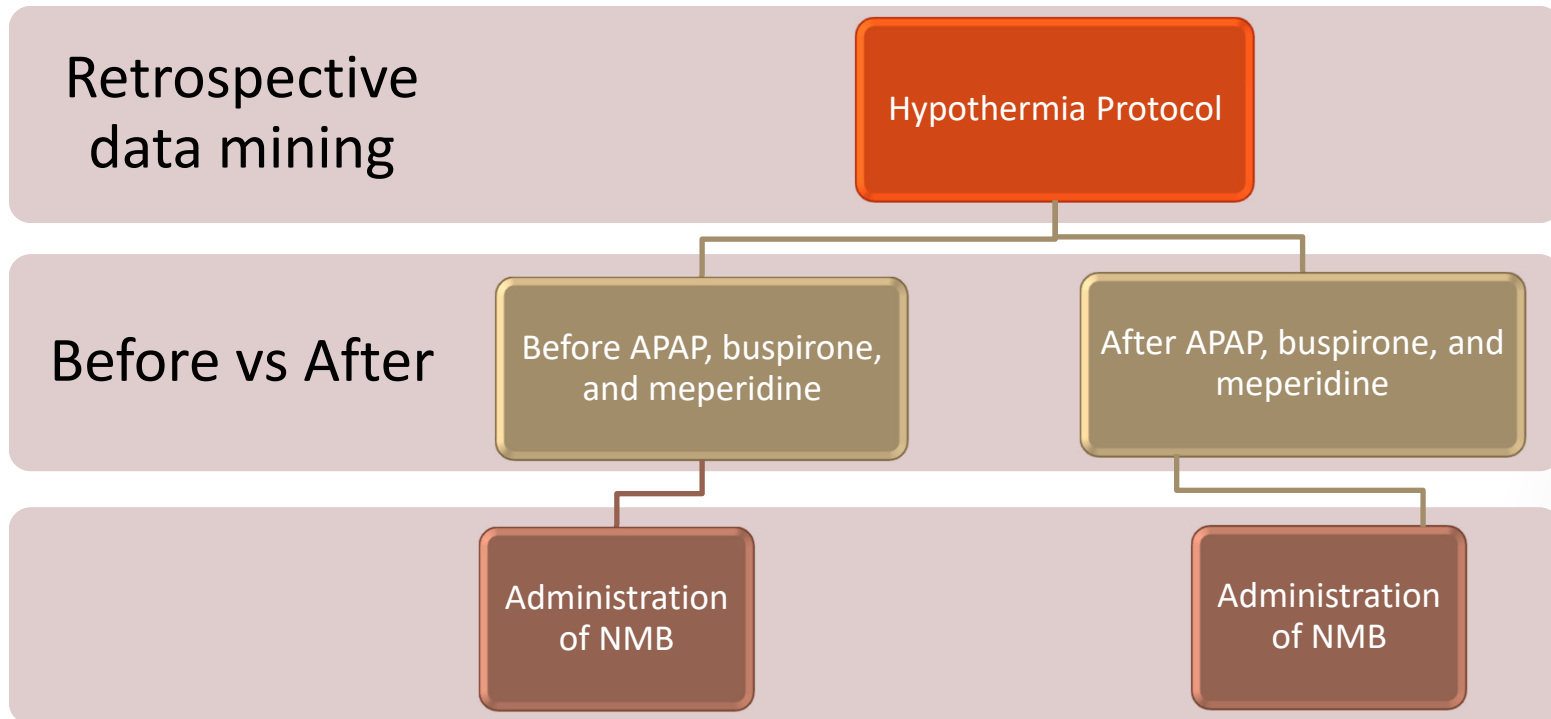 Retrospective
data mining
Hypothermia Protocol
Before vs After
Before APAP, buspirone,
and meperidine
After APAP, buspirone, and
meperidine
Administration
of NMB
Administration
of NMB